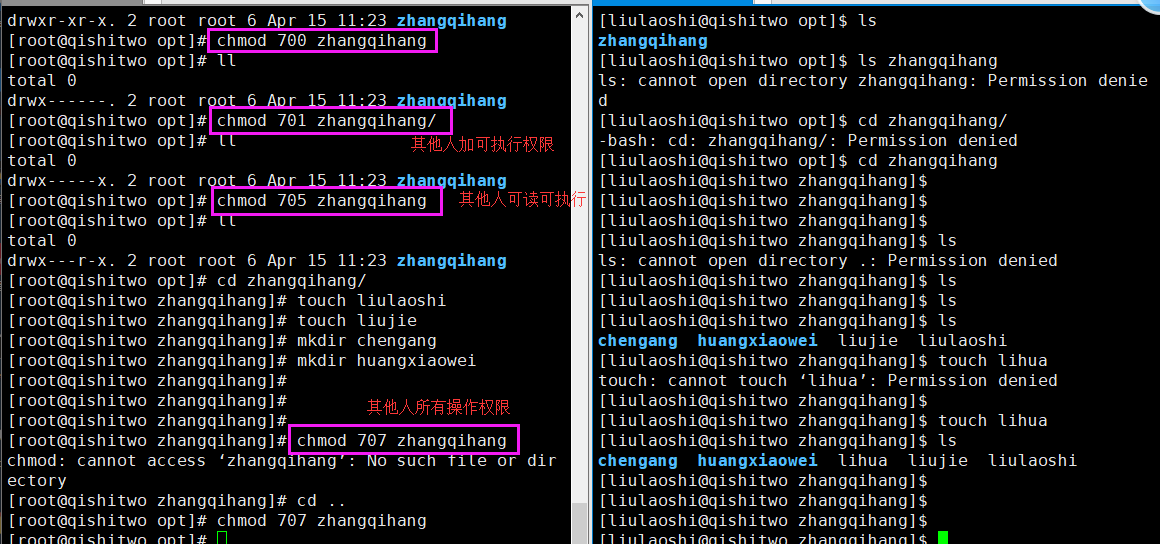 drwxr-xr-x. 2 root root 6 Apr 15 11:23 zhangqihang
[root@qishitwo opt]# chmod 700 zhangqihang
[root@qishitwo opt]# ll
total 0
drwx------. 2 root root 6 Apr 15 11:23 zhangqihang
[root@qishitwo opt]# chmod 701 zhangqihang/
其他人加可执行权限
[root@qishitwo opt]# ll
total 0
drwx-----x. 2 root root 6 Apr 15 11:23 zhangqihang
[root@qishitwo opt]# chmod 705 zhangqihang
其他人可读可执行
[root@qishitwo opt]# ll
total 0
drwx---r-x. 2 root root 6 Apr 15 11:23 zhangqihang
[root@qishitwo opt]# cd zhangqihang/
[root@qishitwo zhangqihang]# touch liulaoshi
[root@qishitwo zhangqihang]# touch liujie
[root@qishitwo zhangqihang]# mkdir chengang
[root@qishitwo zhangqihang]# mkdir huangxiaowei
[root@qishitwo zhangqihang]#
[root@qishitwo zhangqihang]#
其他人所有操作权限
[root@qishitwo zhangqihang]#
[root@qishitwo zhangqihang]# chmod 707 zhangqihang
chmod: cannot access ‘zhangqihang’: No such file or dir
ectory
[root@qishitwo zhangqihang]# cd ..
[root@qishitwo opt]# chmod 707 zhangqihang
[root@qishitwo opt]#
[liulaoshi@qishitwo opt]$ ls
zhangqihang
[liulaoshi@qishitwo opt]$ ls zhangqihang
ls: cannot open directory zhangqihang: Permission denie
d
[liulaoshi@qishitwo opt]$ cd zhangqihang/
-bash: cd: zhangqihang/: Permission denied
[liulaoshi@qishitwo opt]$ cd zhangqihang
[liulaoshi@qishitwo zhangqihang]$
[liulaoshi@qishitwo zhangqihang]$
[liulaoshi@qishitwo zhangqihang]$
[liulaoshi@qishitwo zhangqihang]$ ls
ls: cannot open directory .: Permission denied
[liulaoshi@qishitwo zhangqihang]$ ls
[liulaoshi@qishitwo zhangqihang]$ ls
[liulaoshi@qishitwo zhangqihang]$ ls
chengang  huangxiaowei  liujie  liulaoshi
[liulaoshi@qishitwo zhangqihang]$ touch lihua
touch: cannot touch ‘lihua’: Permission denied
[liulaoshi@qishitwo zhangqihang]$
[liulaoshi@qishitwo zhangqihang]$ touch lihua
[liulaoshi@qishitwo zhangqihang]$ ls
chengang  huangxiaowei  lihua  liujie  liulaoshi
[liulaoshi@qishitwo zhangqihang]$
[liulaoshi@qishitwo zhangqihang]$
[liulaoshi@qishitwo zhangqihang]$
[liulaoshi@qishitwo zhangqihang]$